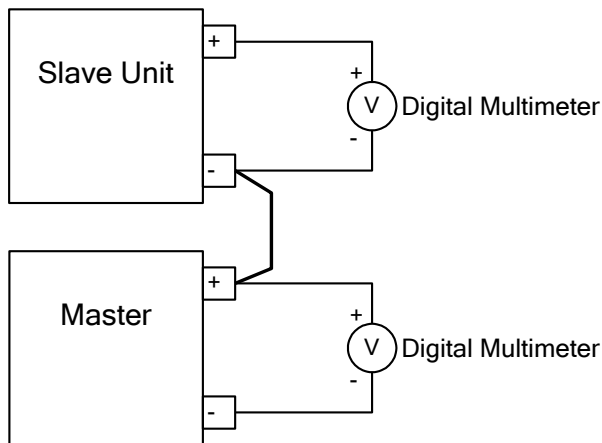 +
Slave Unit
+
V
Digital Multimeter
-
-
+
Master
+
V
Digital Multimeter
-
-